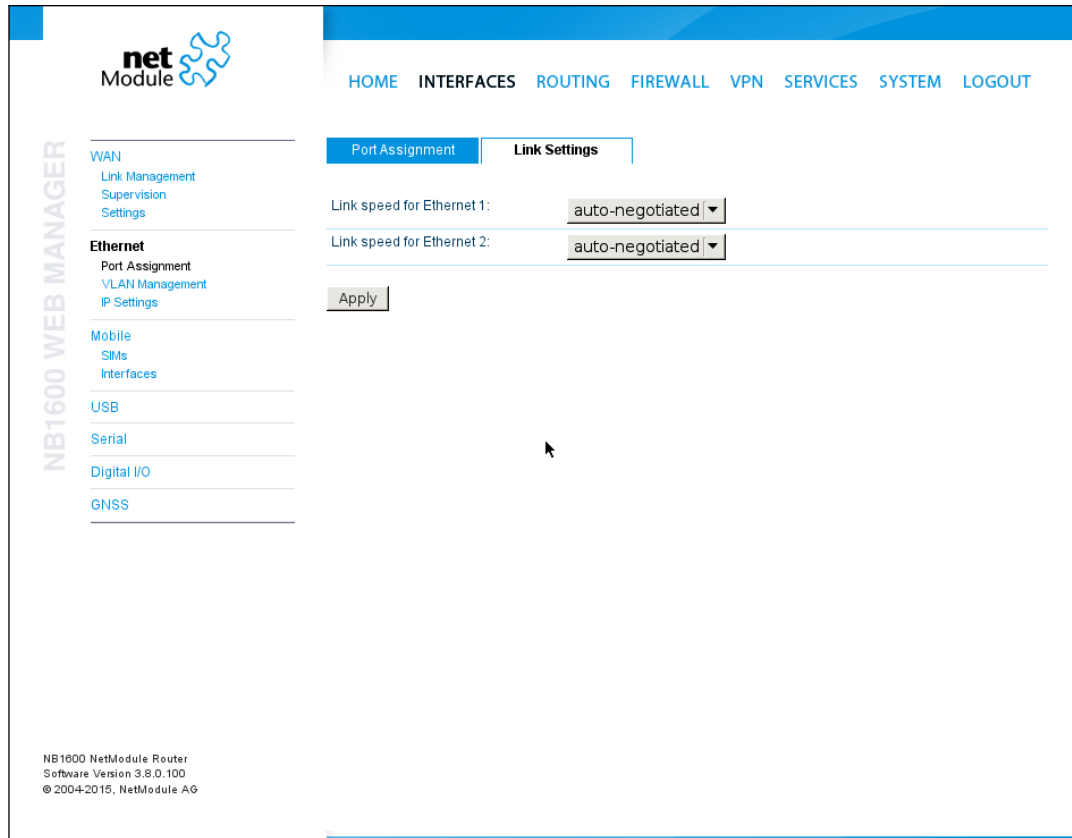 net
Module
HOME INTERFACES ROUTING FIREWALL VPN SERVICES SYSTEM LOGOUT
NB1600 WEB MANAGER
WAN
Link Management
Supervision
Settings
Ethernet
Port Assignment
VLAN Management
IP Settings
Mobile
SIMs
Interfaces
USB
Serial
Digital I/O
GNSS
Port Assignment Link Settings
Link speed for Ethernet 1: auto-negotiated
Link speed for Ethernet 2: auto-negotiated
Apply
NB1600 NetModule Router
Software Version 3.8.0.100
© 2004-2015, NetModule AG